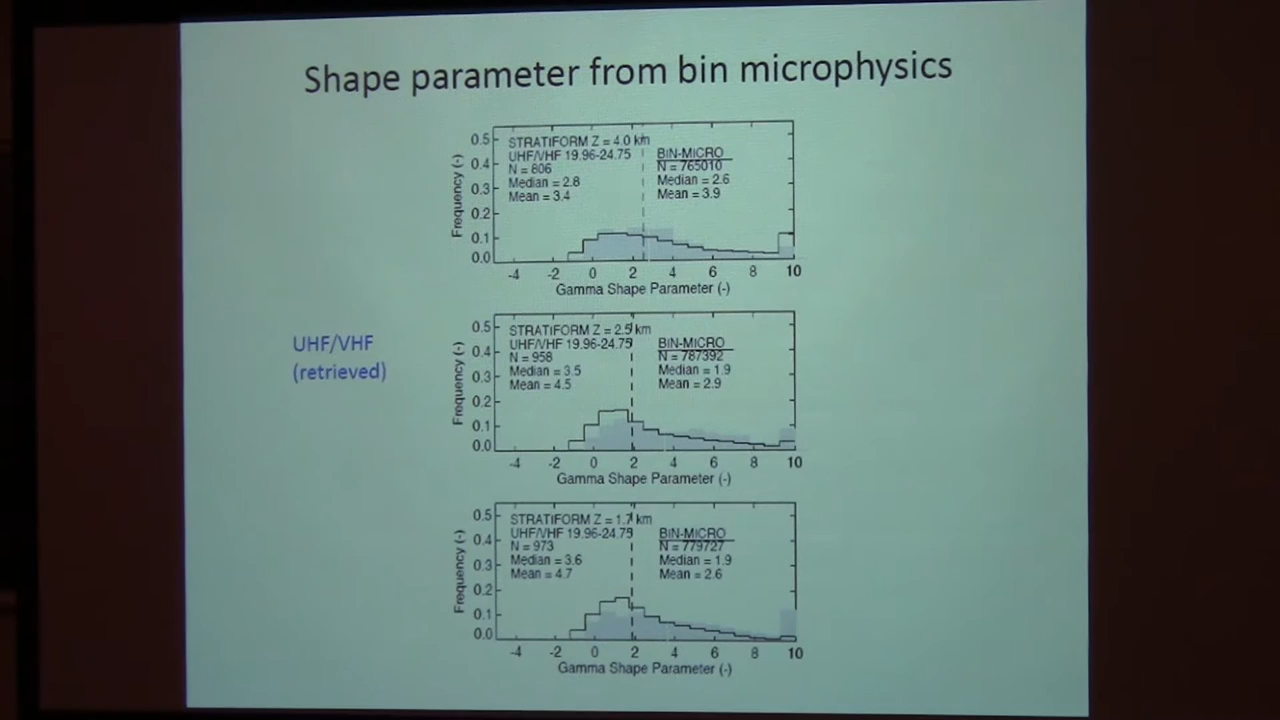 Shape parameter from bin microphysics
0.5
0.4
0.3
0.2
0.1
0.0
Frequency (-)
STRATIFORM Z = 4.0 km
UHF/VHF 19.96-24.75
N = 806
Median = 2.8
Mean = 3.4
BIN-MICRO
N = 765010
Median = 2.6
Mean = 3.9
-4 -2 0 2 4 6 8 10
Gamma Shape Parameter (-)
UHF/VHF
(retrieved)
0.5
0.4
0.3
0.2
0.1
0.0
Frequency (-)
STRATIFORM Z = 2.5 km
UHF/VHF 19.96-24.75
N = 958
Median = 3.5
Mean = 4.5
BIN-MICRO
N = 787392
Median = 1.9
Mean = 2.9
-4 -2 0 2 4 6 8 10
Gamma Shape Parameter (-)
0.5
0.4
0.3
0.2
0.1
0.0
Frequency (-)
STRATIFORM Z = 1.7 km
UHF/VHF 19.96-24.75
N = 973
Median = 3.6
Mean = 4.7
BIN-MICRO
N = 779727
Median = 1.9
Mean = 2.6
-4 -2 0 2 4 6 8 10
Gamma Shape Parameter (-)